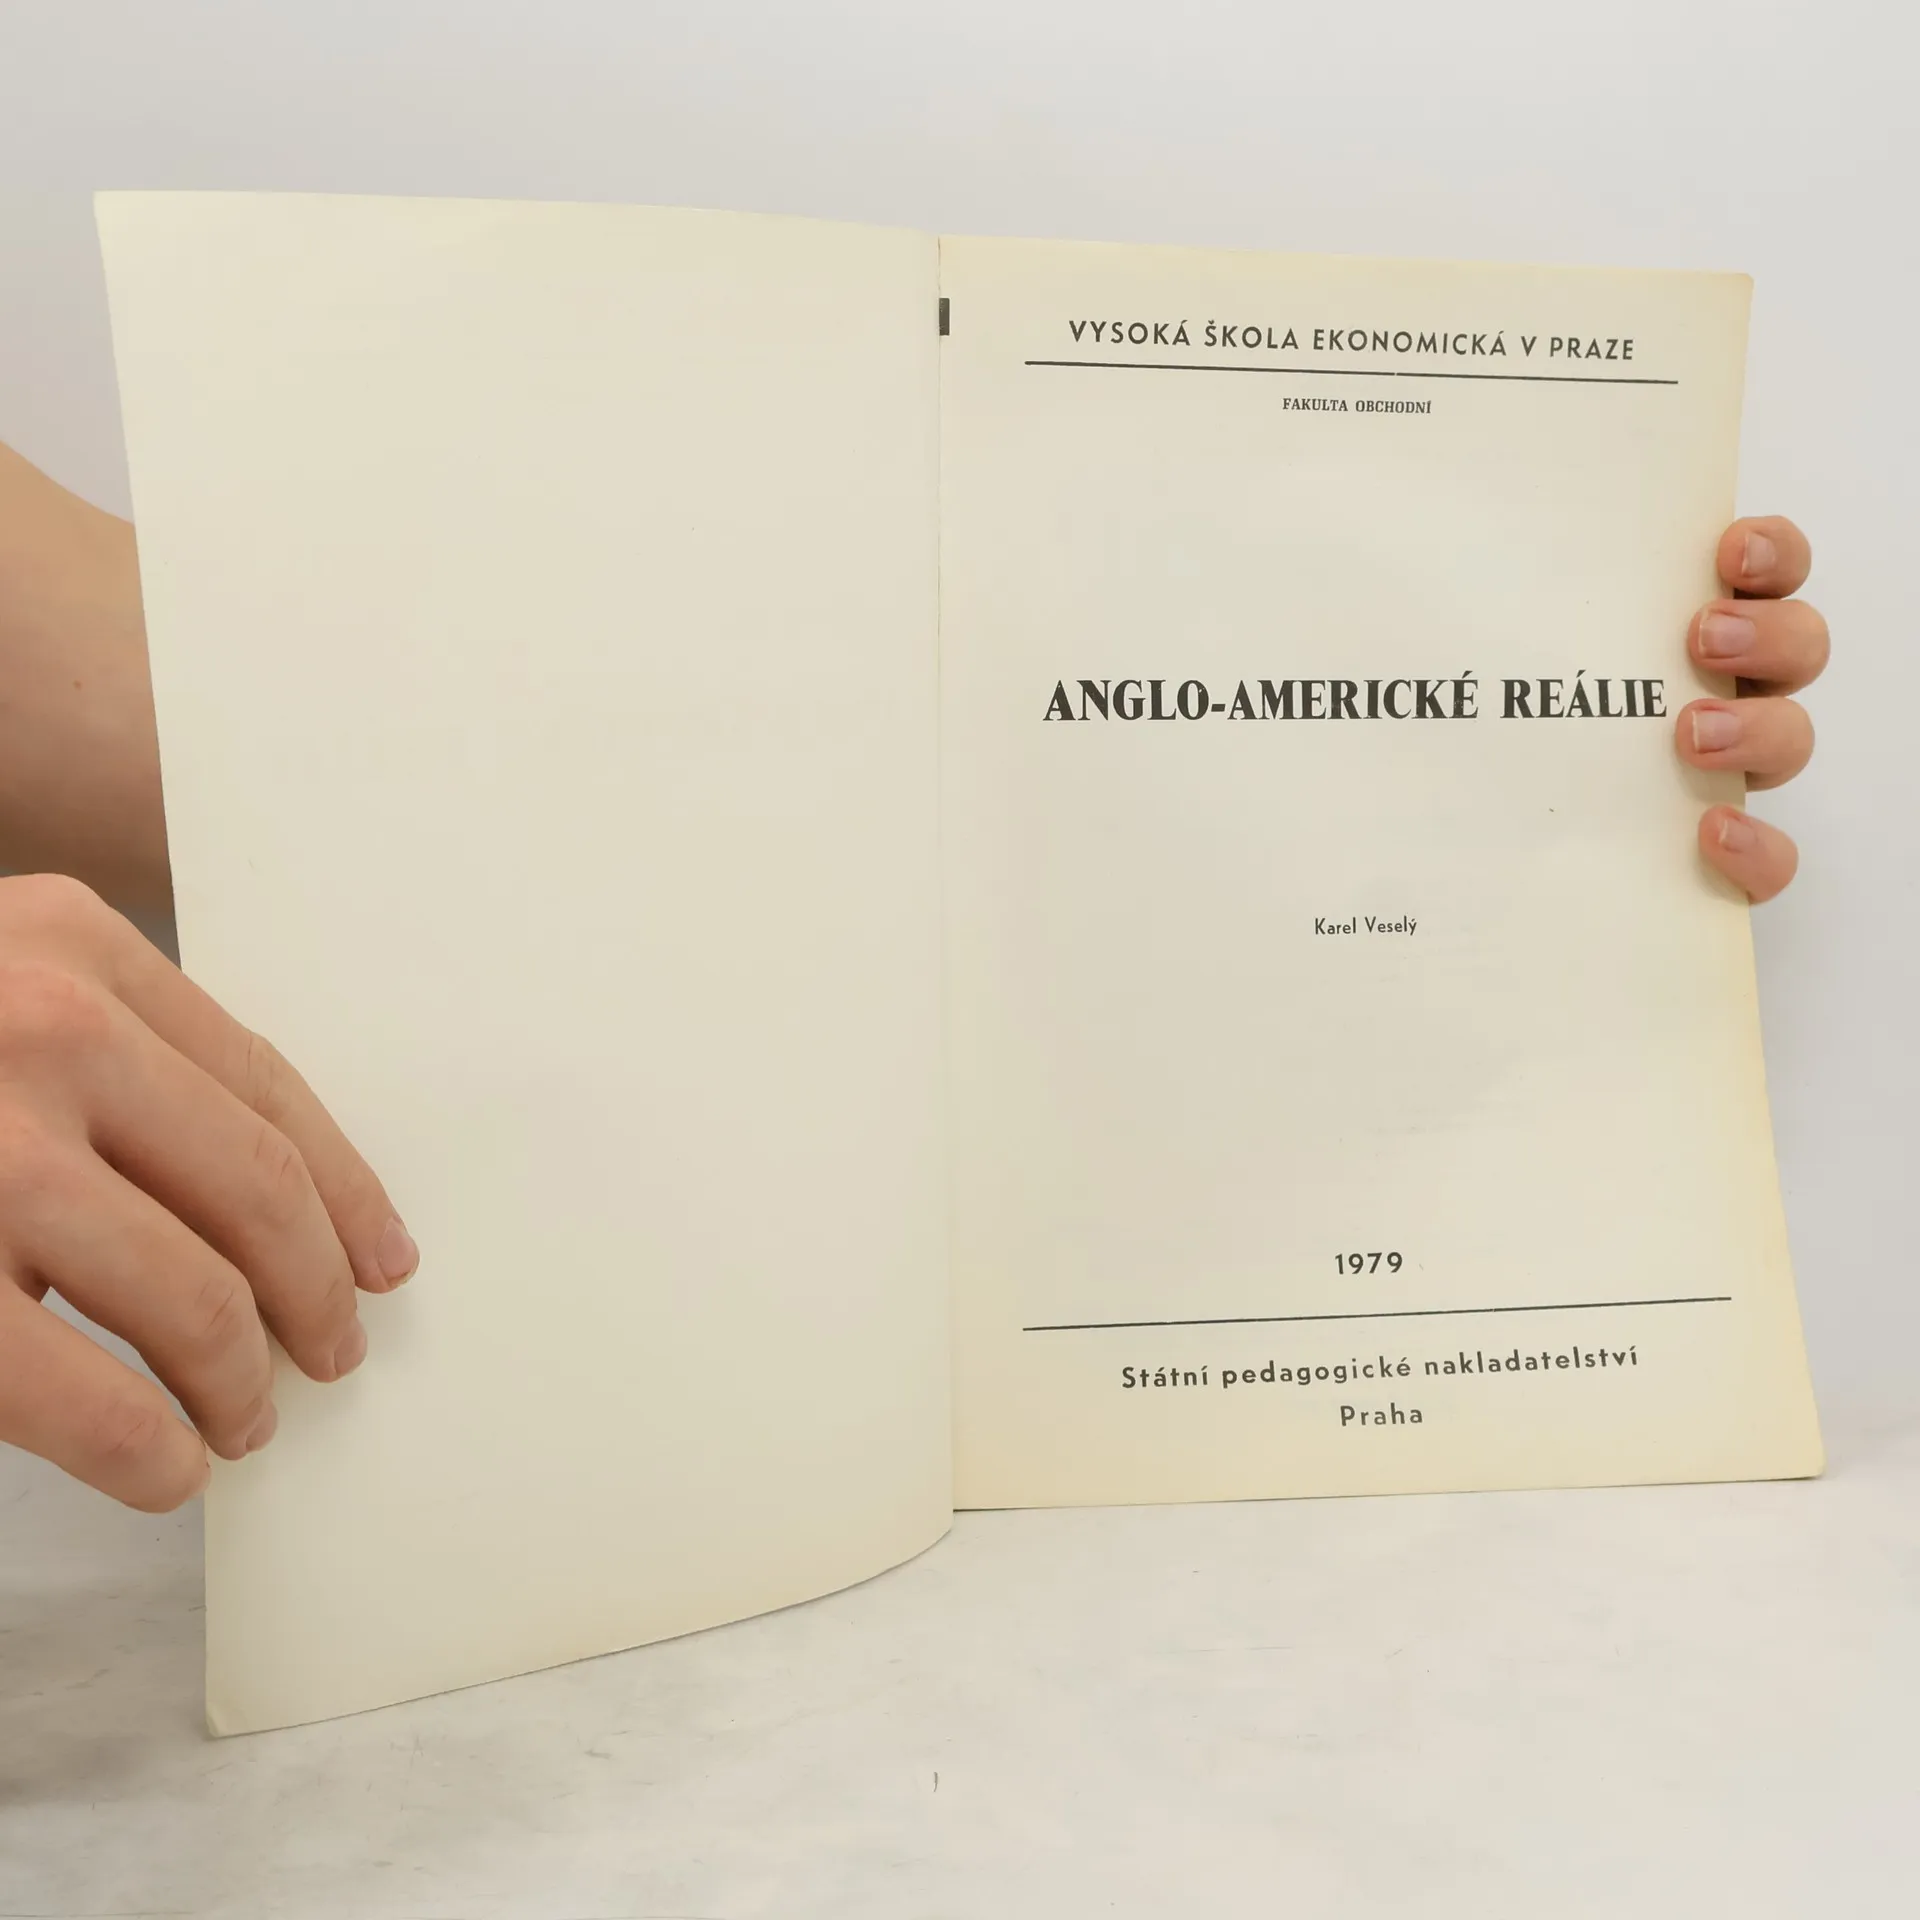 VYSOKÁ ŠKOLA EKONOMICKÁ V PRAZE
FAKULTA OBCHODNÍ
ANGLO-AMERICKÉ REÁLIE
Karel Veselý
1979
Státní pedagogické nakladatelství
Praha